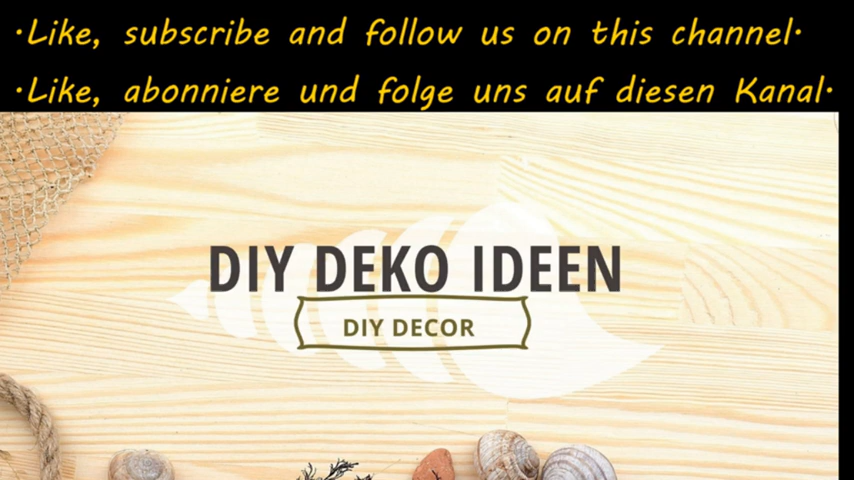 ·Like, subscribe and follow us on this channel·
·Like, abonniere und folge uns auf diesen Kanal·
DIY DEKO IDEEN
DIY DECOR